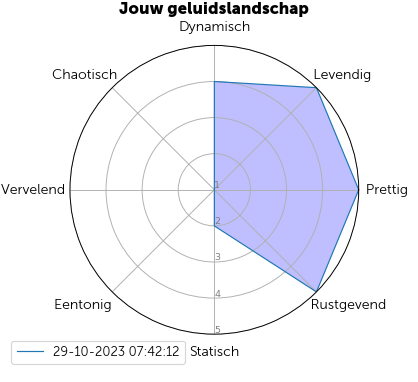 Jouw geluidslandschap
Dynamisch
Chaotisch
Levendig
Vervelend
Prettig
1
2
3
4
5
Eentonig
Rustgevend
29-10-2023 07:42:12
Statisch